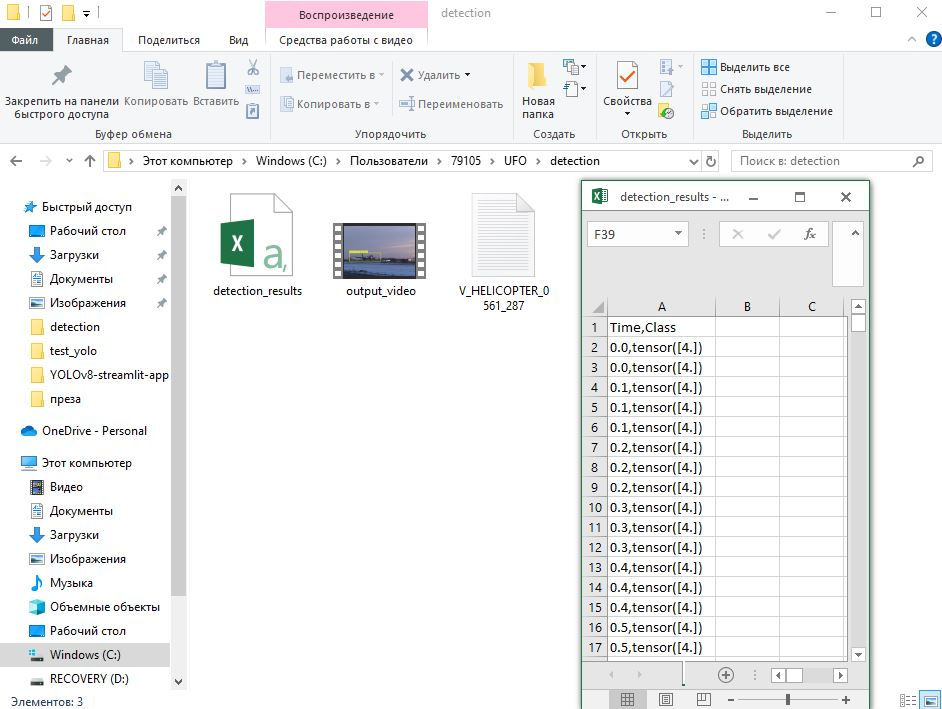 Воспроизведение
detection
Файл
Главная
Поделиться
Вид
Средства работы с видео
Закрепить на панели
быстрого доступа
Копировать
Вставить
Переместить в
Копировать в
Удалить
Переименовать
Новая
папка
Свойства
Выделить все
Снять выделение
Обратить выделение
Буфер обмена
Упорядочить
Создать
Открыть
Выделить
Этот компьютер
Windows (C:)
Пользователи
79105
UFO
detection
Поиск в: detection
Быстрый доступ
Рабочий стол
Загрузки
Документы
Изображения
detection
test_yolo
YOLOv8-streamlit-app
преза
OneDrive - Personal
Этот компьютер
Видео
Документы
Загрузки
Изображения
Музыка
Объемные объекты
Рабочий стол
Windows (C:)
RECOVERY (D:)
Элементов: 3
detection_results
output_video
V_HELICOPTER_0
561_287
detection_results - ...
F39
fx
A B C
1 Time,Class
2 0.0,tensor([4.])
3 0.0,tensor([4.])
4 0.1,tensor([4.])
5 0.1,tensor([4.])
6 0.1,tensor([4.])
7 0.2,tensor([4.])
8 0.2,tensor([4.])
9 0.2,tensor([4.])
10 0.3,tensor([4.])
11 0.3,tensor([4.])
12 0.3,tensor([4.])
13 0.4,tensor([4.])
14 0.4,tensor([4.])
15 0.4,tensor([4.])
16 0.5,tensor([4.])
17 0.5,tensor([4.])